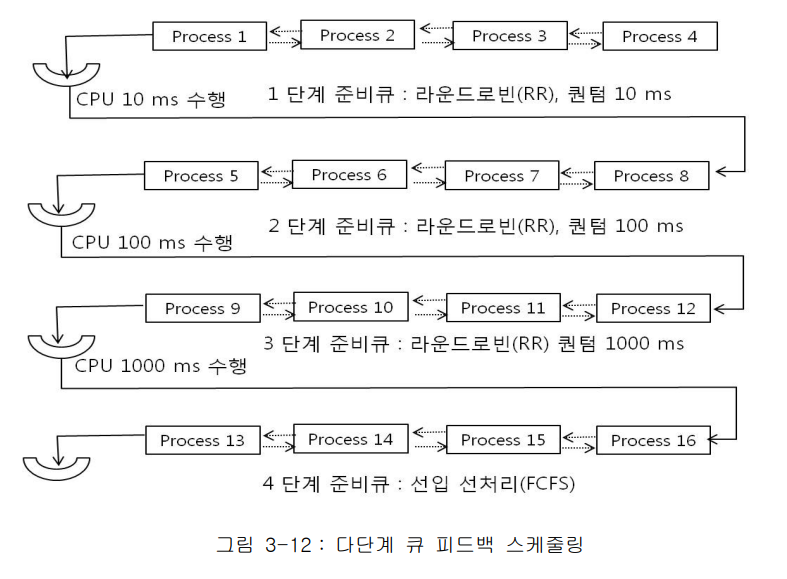 Process 1 Process 2 Process 3 Process 4
CPU 10 ms 수행
1 단계 준비큐 : 라운드로빈(RR), 퀀텀 10 ms
Process 5 Process 6 Process 7 Process 8
2 단계 준비큐 : 라운드로빈(RR), 퀀텀 100 ms
CPU 100 ms 수행
Process 9 Process 10 Process 11 Process 12
3 단계 준비큐 : 라운드로빈(RR) 퀀텀 1000 ms
CPU 1000 ms 수행
Process 13 Process 14 Process 15 Process 16
4 단계 준비큐 : 선입 선처리(FCFS)
그림 3-12 : 다단계 큐 피드백 스케줄링